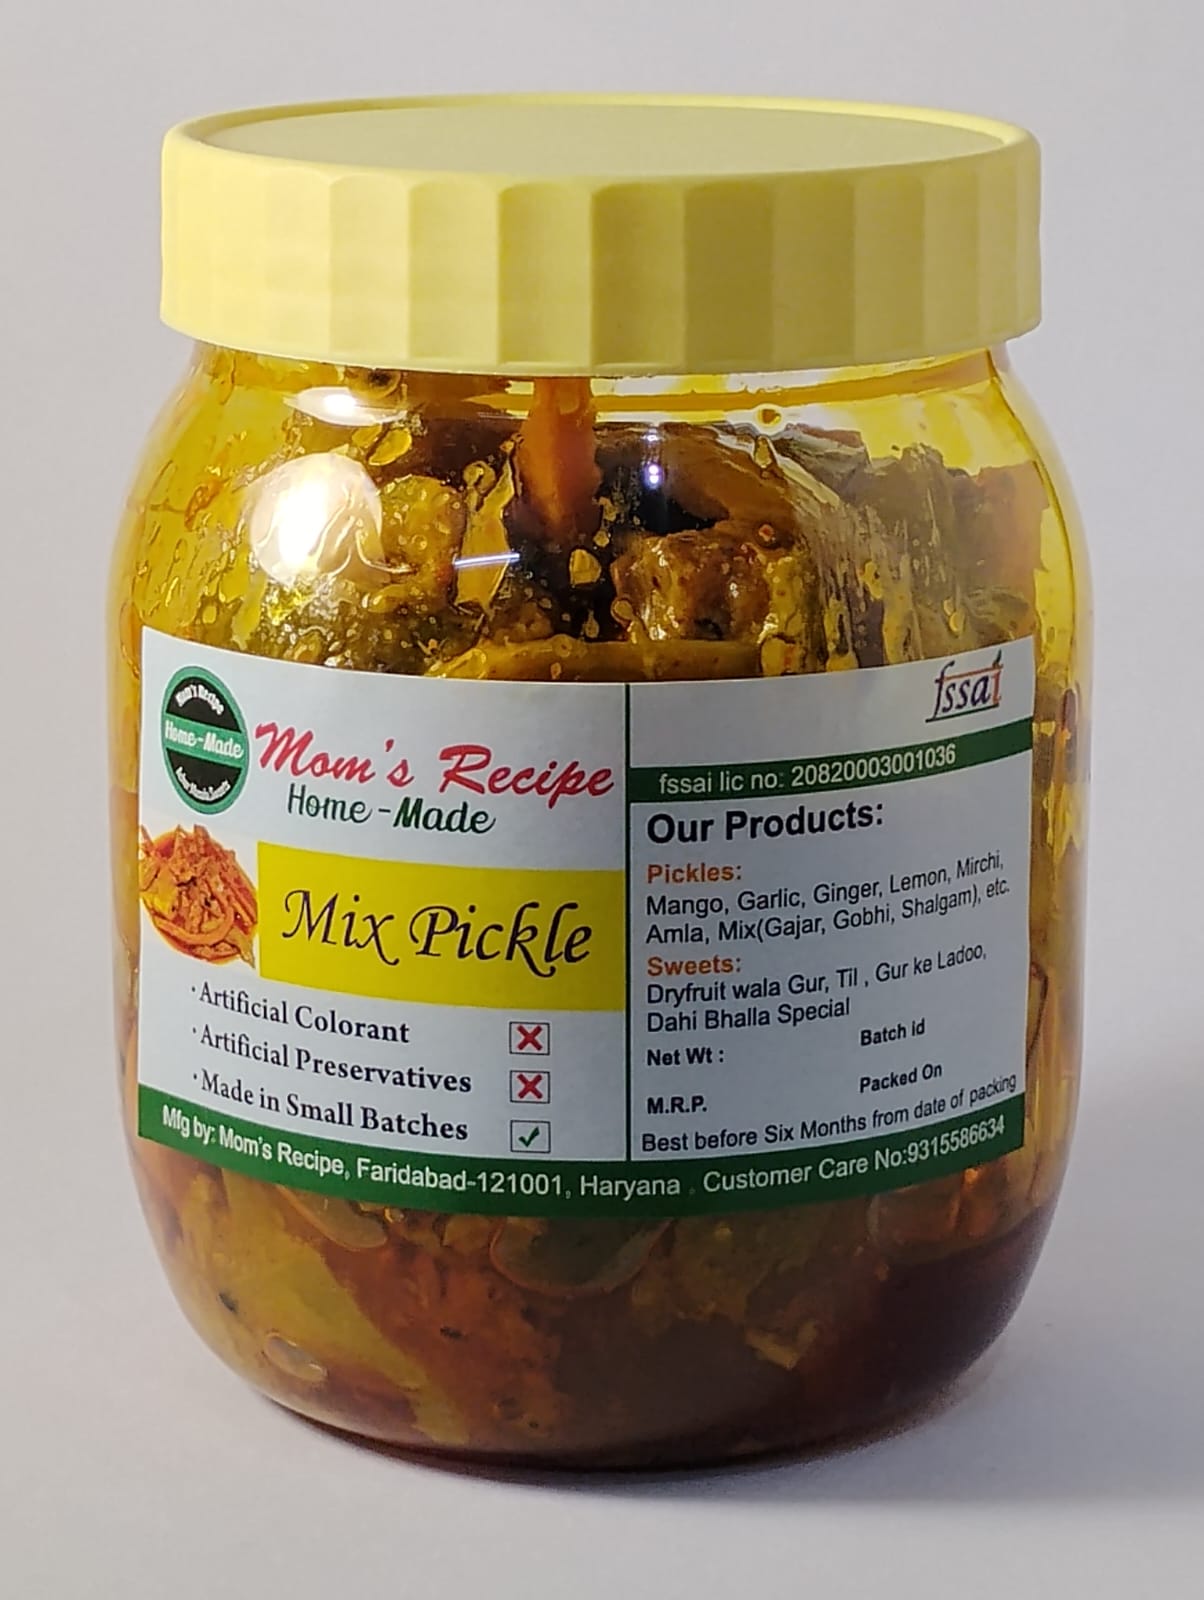 Mom's Recipe
Home-Made
Mom's Recipe
Home-Made
Mix Pickle
· Artificial Colorant
· Artificial Preservatives
· Made in Small Batches
fssai
fssai lic no: 20820003001036
Our Products:
Pickles:
Mango, Garlic, Ginger, Lemon, Mirchi,
Amla, Mix(Gajar, Gobhi, Shalgam), etc.
Sweets:
Dryfruit wala Gur, Til , Gur ke Ladoo,
Dahi Bhalla Special
Net Wt :
Batch id
M.R.P.
Packed On
Best before Six Months from date of packing
Mfg by: Mom's Recipe, Faridabad-121001, Haryana , Customer Care No:9315586634